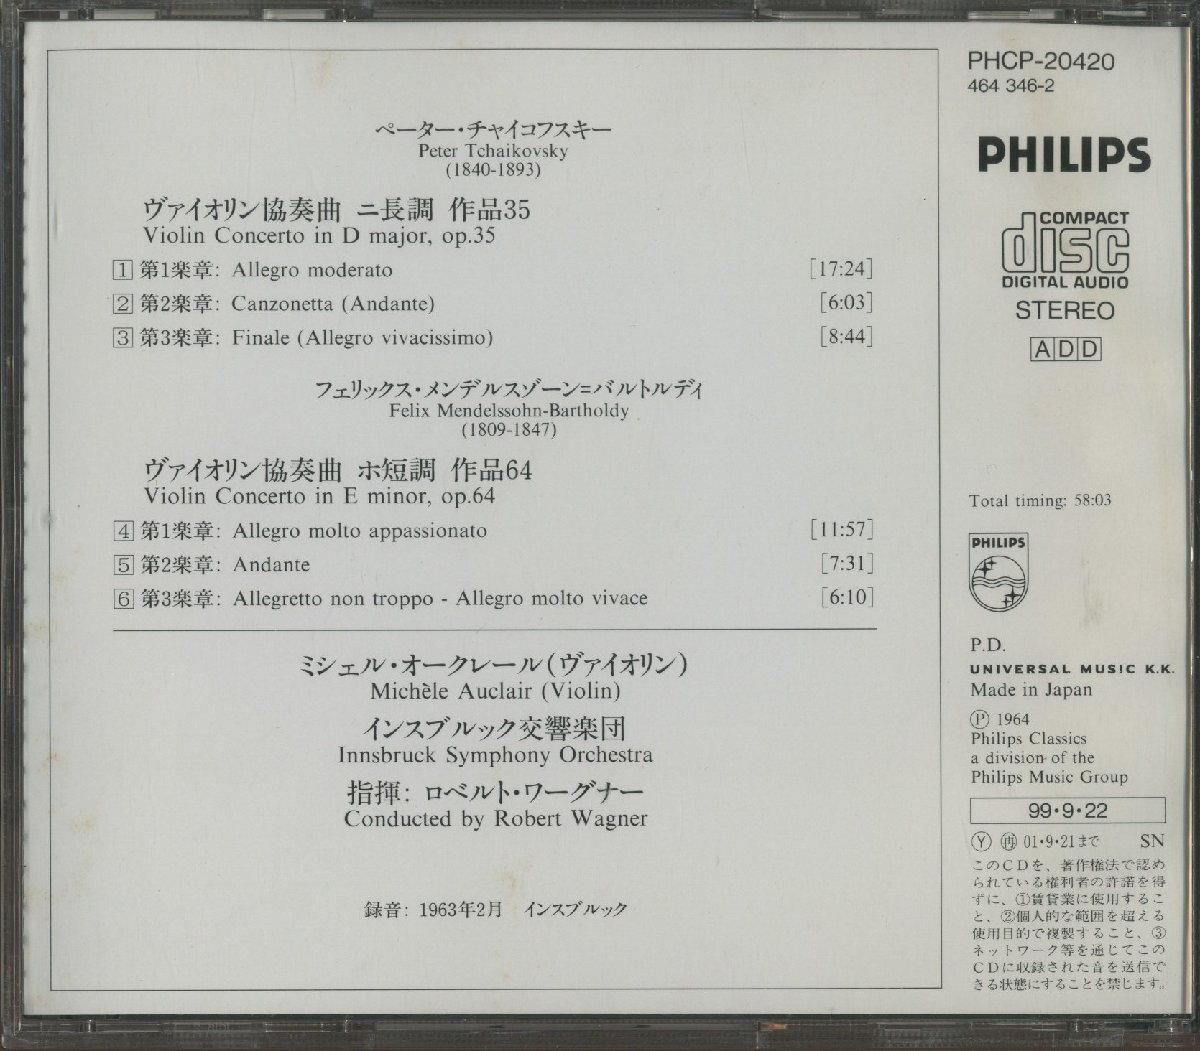 ペーター・チャイコフスキー
Peter Tchaikovsky
(1840-1893)
ヴァイオリン協奏曲 ニ長調 作品35
Violin Concerto in D major, op.35
1 第1楽章: Allegro moderato [17:24]
2 第2楽章: Canzonetta (Andante) [6:03]
3 第3楽章: Finale (Allegro vivacissimo) [8:44]
フェリックス・メンデルスゾーン=バルトルディ
Felix Mendelssohn-Bartholdy
(1809-1847)
ヴァイオリン協奏曲 ホ短調 作品64
Violin Concerto in E minor, op.64
4 第1楽章: Allegro molto appassionato [11:57]
5 第2楽章: Andante [7:31]
6 第3楽章: Allegretto non troppo - Allegro molto vivace [6:10]
ミシェル・オークレール(ヴァイオリン)
Michèle Auclair (Violin)
インスブルック交響楽団
Innsbruck Symphony Orchestra
指揮: ロベルト・ワーグナー
Conducted by Robert Wagner
録音: 1963年2月 インスブルック
PHCP-20420
464 346-2
PHILIPS
COMPACT
disc
DIGITAL AUDIO
STEREO
ADD
Total timing: 58:03
PHILIPS
P.D.
UNIVERSAL MUSIC K.K.
Made in Japan
Ⓟ 1964
Philips Classics
a division of the
Philips Music Group
99・9・22
Ⓨ ㊢ 01・9・21まで SN
このCDを、著作権法で認め
られている権利者の許諾を得
ずに、①賃貸業に使用するこ
と、②個人的な範囲を超える
使用目的で複製すること、③
ネットワーク等を通じてこの
CDに収録された音を送信で
きる状態にすることを禁じます。